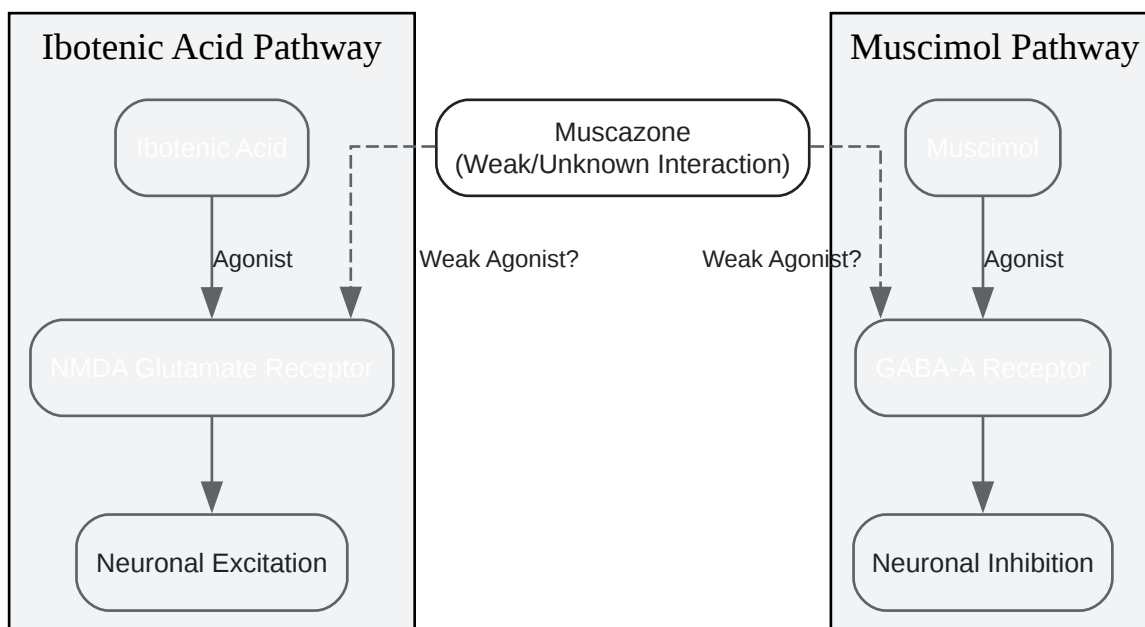 Ibotenic Acid Pathway
Muscimol Pathway
Ibotenic Acid
Muscazone
(Weak/Unknown Interaction)
Muscimol
Agonist
Weak Agonist?
Weak Agonist?
Agonist
NMDA Glutamate Receptor
GABA-A Receptor
Neuronal Excitation
Neuronal Inhibition